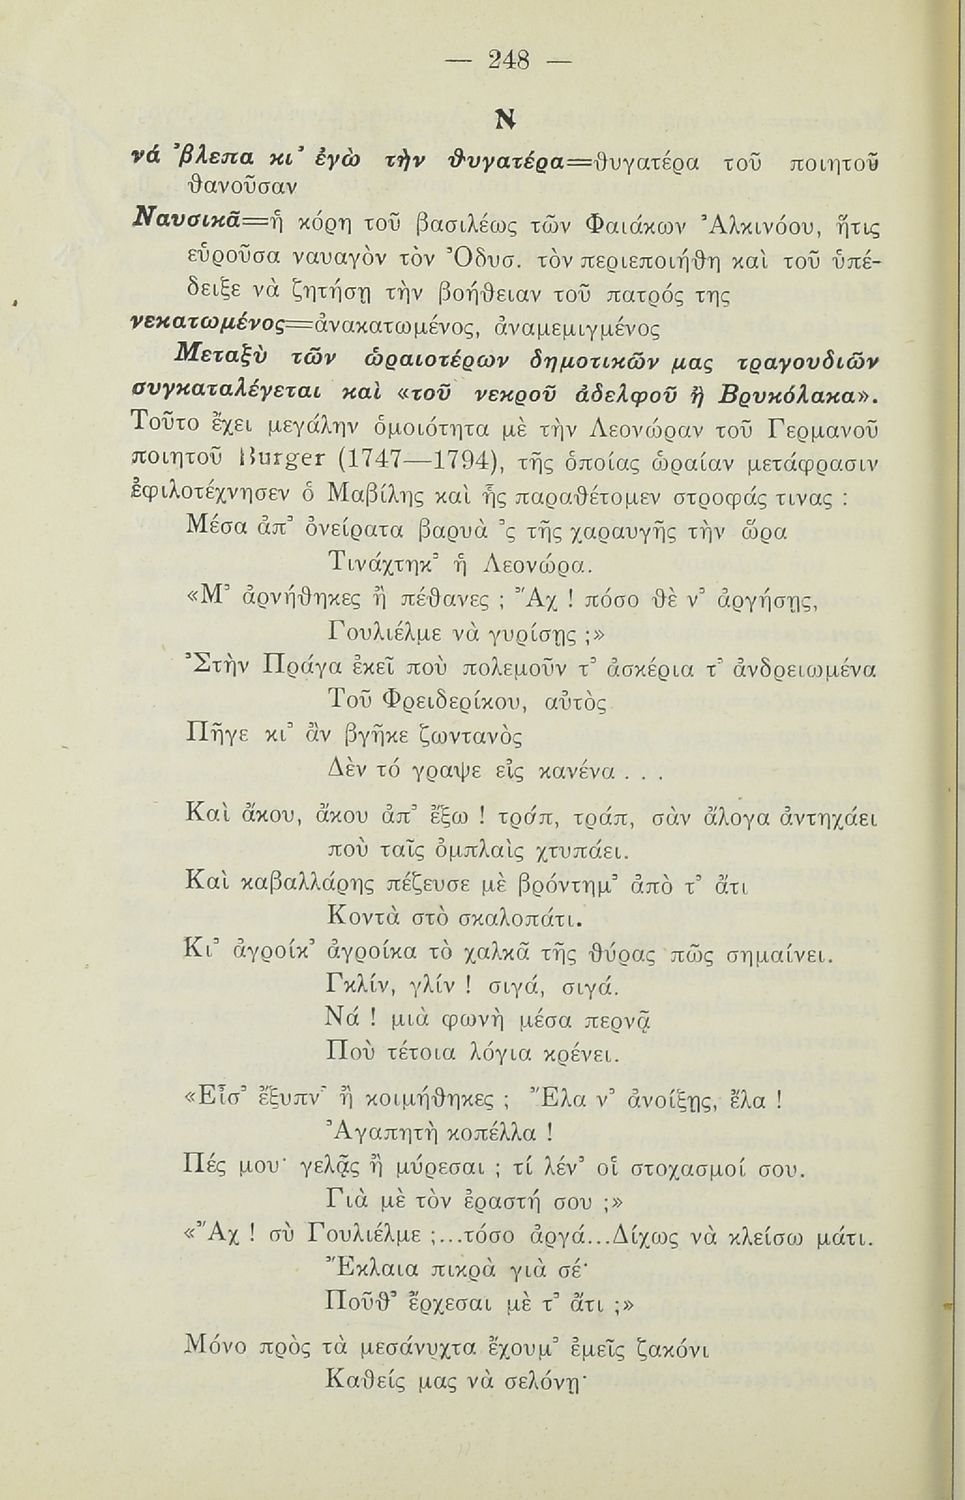 — 248 —
Ν
νά ᾿βλεπα κι᾿ ἐγὼ τὴν θυγατέρα=θυγατέρα τοῦ ποιητοῦ
θανοῦσαν
Ναυσικᾶ=ἡ κόρη τοῦ βασιλέως τῶν Φαιάκων ᾿Αλκινόου, ἥτις
εὑροῦσα ναυαγὸν τὸν ᾿Οδυσ. τὸν περιεποιήθη καὶ τοῦ ὑπέ-
δειξε νὰ ζητήσῃ τὴν βοήθειαν τοῦ πατρός της
νεκατωμένος=ἀνακατωμένος, ἀναμεμιγμένος
Μεταξὺ τῶν ὡραιοτέρων δημοτικῶν μας τραγουδιῶν
συγκαταλέγεται καὶ «τοῦ νεκροῦ ἀδελφοῦ ἢ Βρυκόλακα».
Τοῦτο ἔχει μεγάλην ὁμοιότητα μὲ τὴν Λεονώραν τοῦ Γερμανοῦ
ποιητοῦ Burger (1747—1794), τῆς ὁποίας ὡραίαν μετάφρασιν
ἐφιλοτέχνησεν ὁ Μαβίλης καὶ ἧς παραθέτομεν στροφάς τινας :
Μέσα ἀπ᾿ ὀνείρατα βαρυὰ ᾿ς τῆς χαραυγῆς τὴν ὥρα
Τινάχτηκ᾿ ἡ Λεονώρα.
«Μ᾿ ἀρνήθηκες ἢ πέθανες ; ῎Αχ ! πόσο θὲ ν᾿ ἀργήσῃς,
Γουλιέλμε νὰ γυρίσῃς ;»
᾿Στὴν Πράγα ἐκεῖ ποὺ πολεμοῦν τ᾿ ἀσκέρια τ᾿ ἀνδρειωμένα
Τοῦ Φρειδερίκου, αὐτὸς
Πῆγε κι᾿ ἂν βγῆκε ζωντανὸς
Δὲν τό γραψε εἰς κανένα . . .
Καὶ ἄκου, ἄκου ἀπ᾿ ἔξω ! τράπ, τράπ, σὰν ἄλογα ἀντηχάει
ποὺ ταῖς ὁμπλαὶς χτυπάει.
Καὶ καβαλλάρης πέζευσε μὲ βρόντημ᾿ ἀπὸ τ᾿ ἄτι
Κοντὰ στὸ σκαλοπάτι.
Κι᾿ ἀγροίκ᾿ ἀγροίκα τὸ χαλκᾶ τῆς θύρας πῶς σημαίνει.
Γκλίν, γλίν ! σιγά, σιγά.
Νά ! μιὰ φωνὴ μέσα περνᾷ
Ποὺ τέτοια λόγια κρένει.
«Εἶσ᾿ ἔξυπν᾿ ἢ κοιμήθηκες ; ῎Ελα ν᾿ ἀνοίξῃς, ἔλα !
᾿Αγαπητὴ κοπέλλα !
Πές μου· γελᾷς ἢ μύρεσαι ; τί λέν᾿ οἱ στοχασμοί σου.
Γιὰ μὲ τὸν ἐραστή σου ;»
«῎Αχ ! σὺ Γουλιέλμε ;...τόσο ἀργά...Δίχως νὰ κλείσω μάτι.
῎Εκλαια πικρὰ γιὰ σέ·
Ποῦθ᾿ ἔρχεσαι μὲ τ᾿ ἄτι ;»
Μόνο πρὸς τὰ μεσάνυχτα ἔχουμ᾿ ἐμεῖς ζακόνι
Καθείς μας νὰ σελόνῃ·